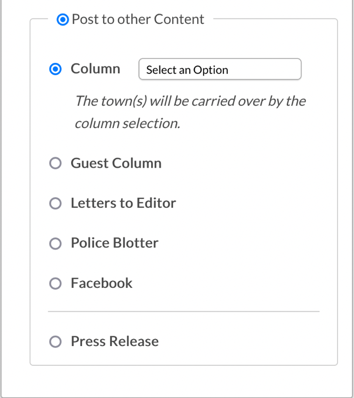 Post to other Content
Column Select an Option
The town(s) will be carried over by the
column selection.
Guest Column
Letters to Editor
Police Blotter
Facebook
Press Release